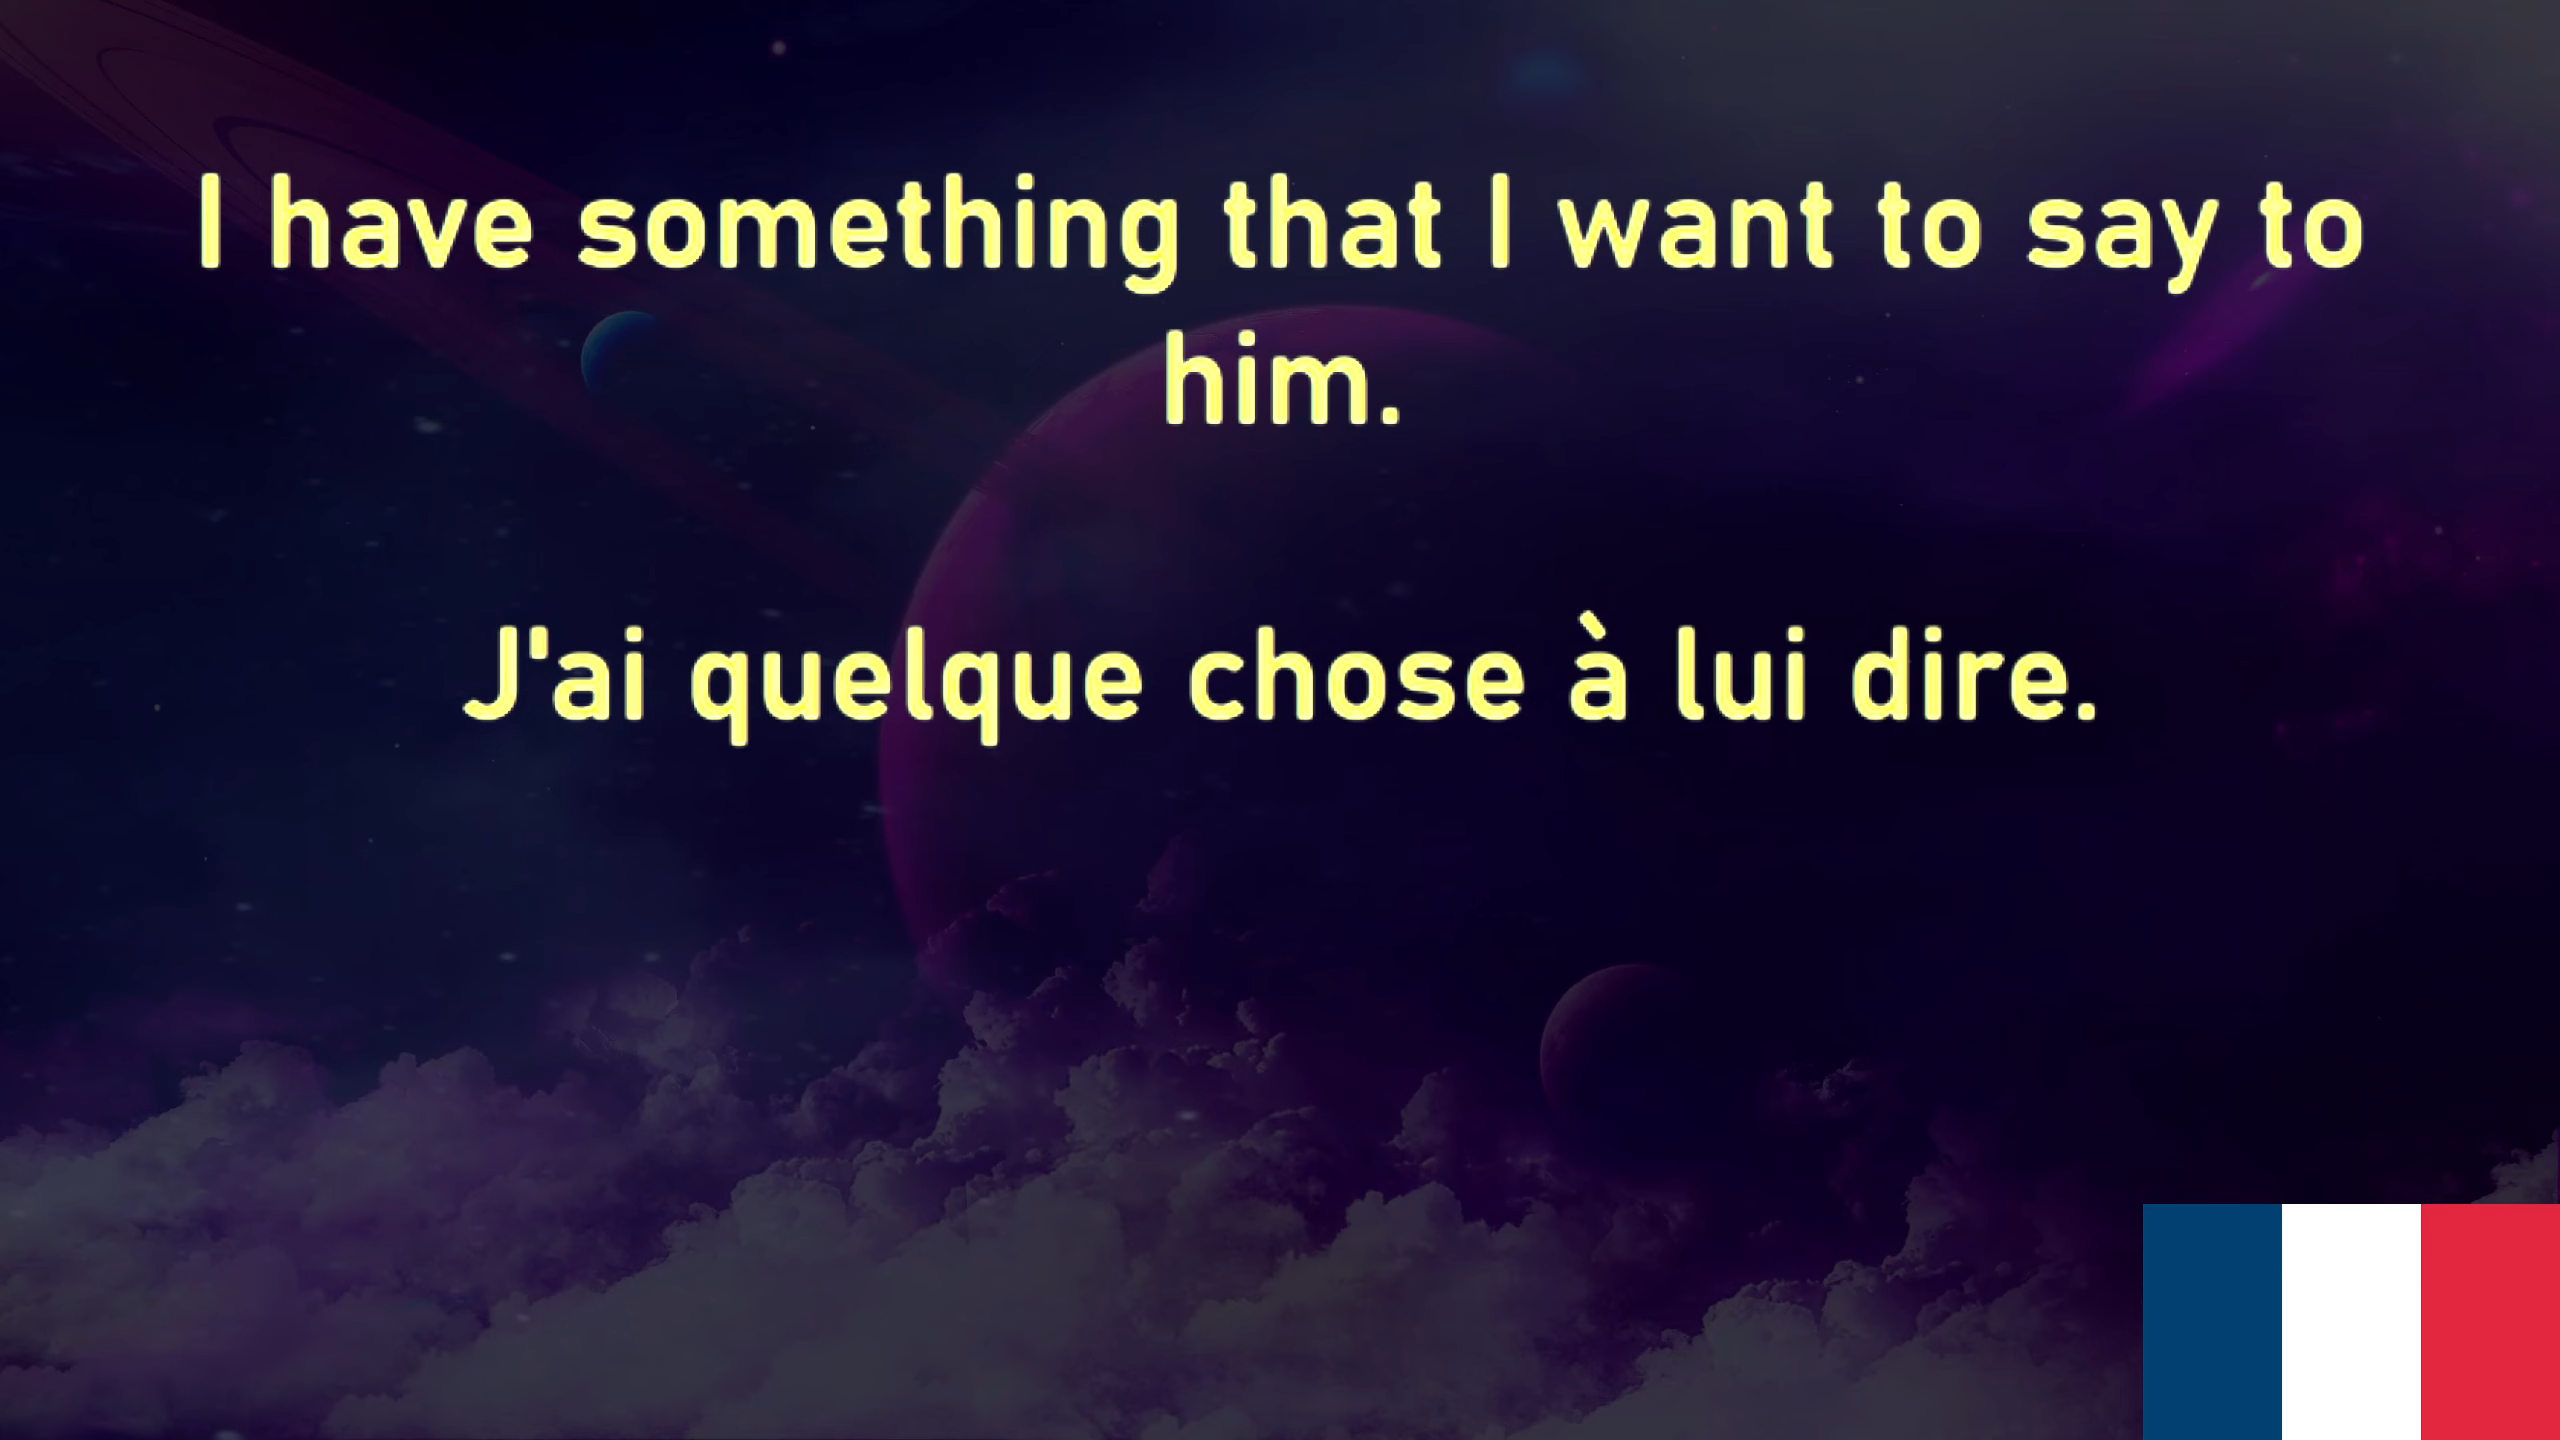 I have something that I want to say to
him.
J'ai quelque chose à lui dire.